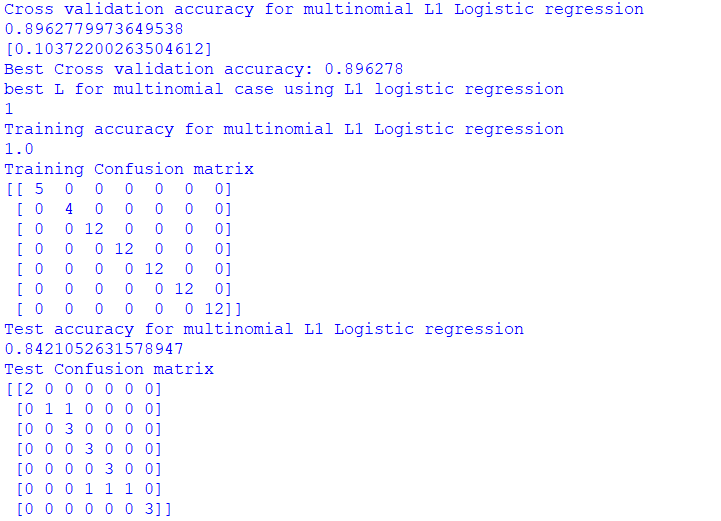 Cross validation accuracy for multinomial L1 Logistic regression
0.8962779973649538
[0.10372200263504612]
Best Cross validation accuracy: 0.896278
best L for multinomial case using L1 logistic regression
1
Training accuracy for multinomial L1 Logistic regression
1.0
Training Confusion matrix
[[ 5  0  0  0  0  0  0]
 [ 0  4  0  0  0  0  0]
 [ 0  0 12  0  0  0  0]
 [ 0  0  0 12  0  0  0]
 [ 0  0  0  0 12  0  0]
 [ 0  0  0  0  0 12  0]
 [ 0  0  0  0  0  0 12]]
Test accuracy for multinomial L1 Logistic regression
0.8421052631578947
Test Confusion matrix
[[2 0 0 0 0 0 0]
 [0 1 1 0 0 0 0]
 [0 0 3 0 0 0 0]
 [0 0 0 3 0 0 0]
 [0 0 0 0 3 0 0]
 [0 0 0 1 1 1 0]
 [0 0 0 0 0 0 3]]